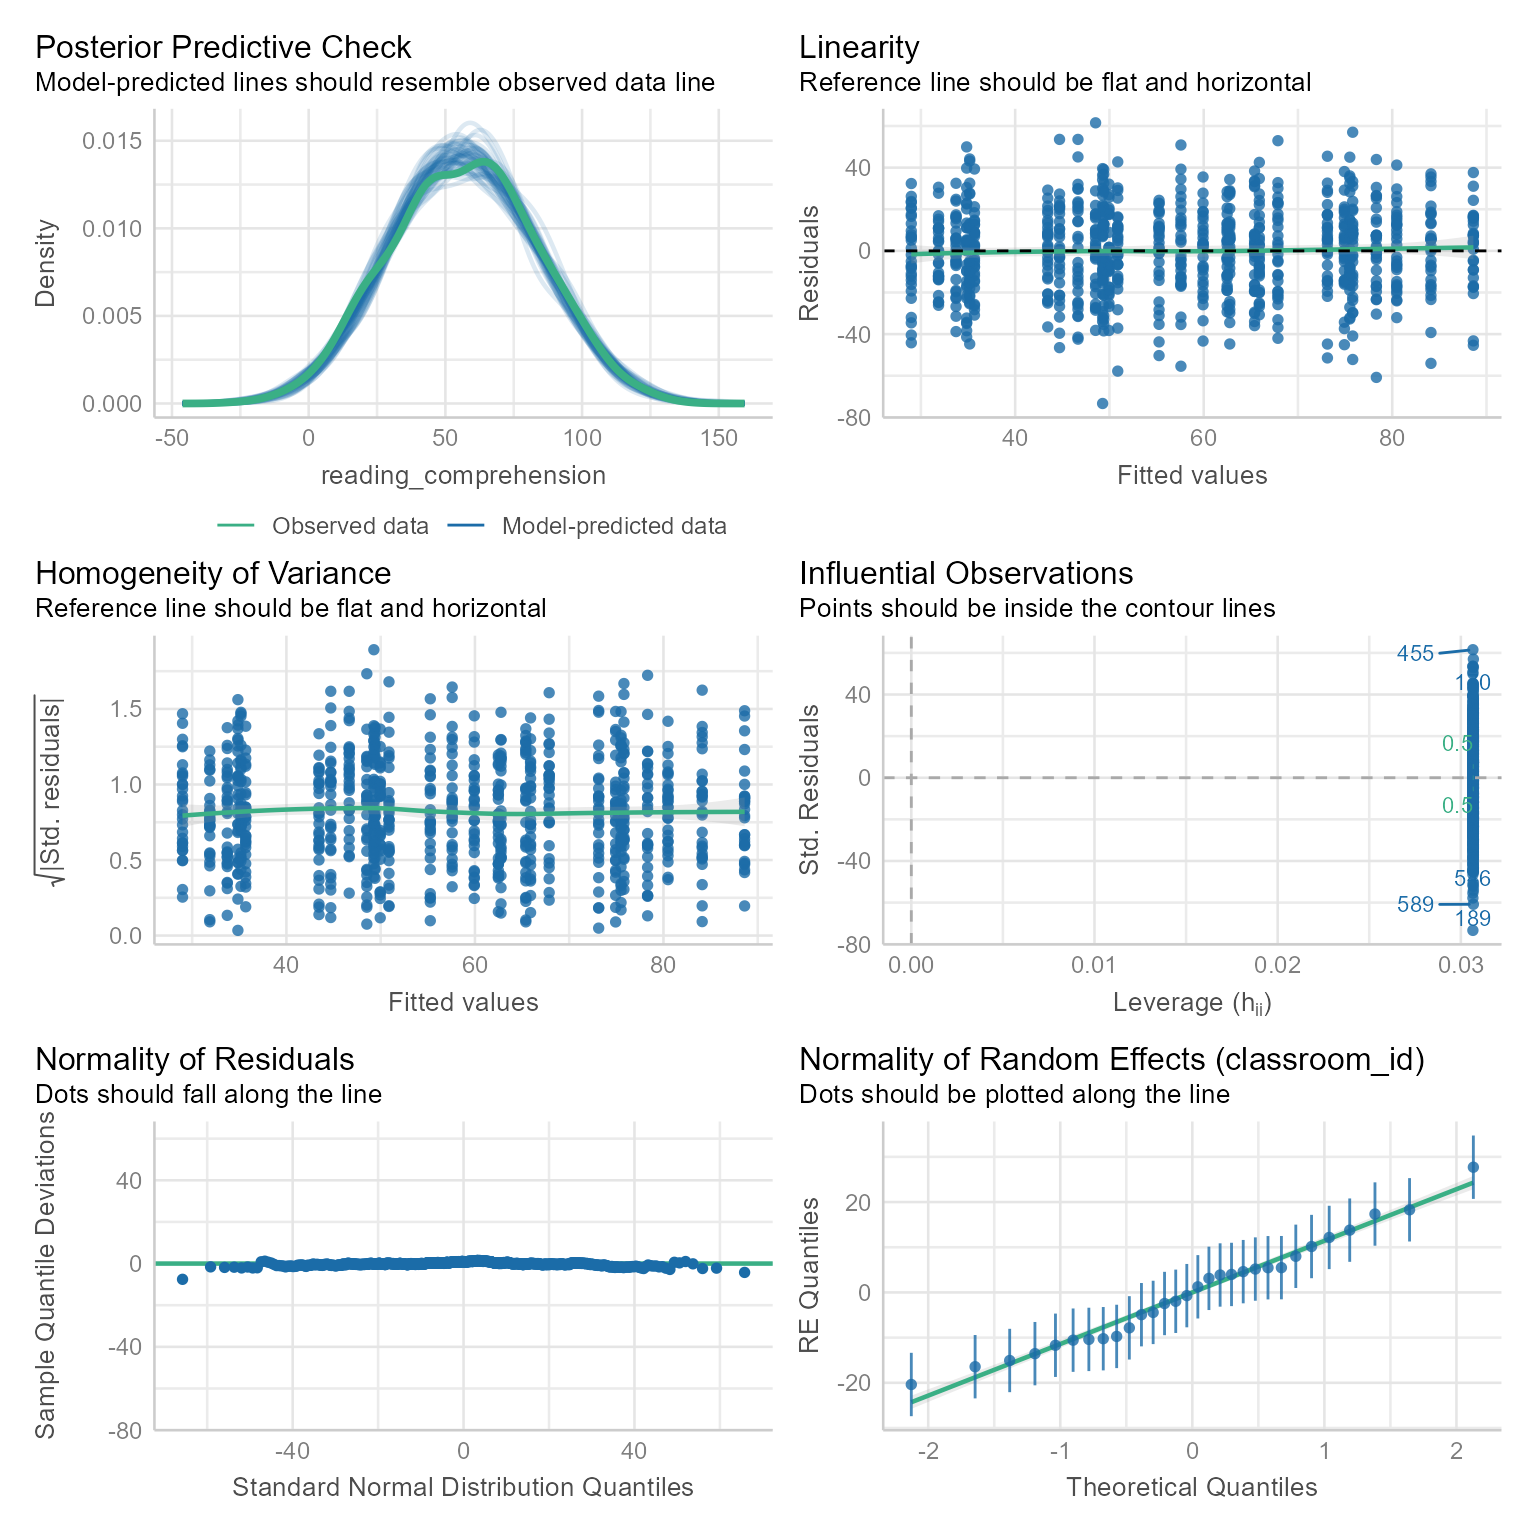 Posterior Predictive Check
Model-predicted lines should resemble observed data line
Density
0.015
0.010
0.005
0.000
-50 0 50 100 150
reading_comprehension
Observed data Model-predicted data
Linearity
Reference line should be flat and horizontal
Residuals
40
0
-40
-80
40 60 80
Fitted values
Homogeneity of Variance
Reference line should be flat and horizontal
√|Std. residuals|
1.5
1.0
0.5
0.0
40 60 80
Fitted values
Influential Observations
Points should be inside the contour lines
Std. Residuals
40
0
-40
-80
455
0.5
0.5
589
189
0.00 0.01 0.02 0.03
Leverage (hii)
Normality of Residuals
Dots should fall along the line
Sample Quantile Deviations
40
0
-40
-80
-40 0 40
Standard Normal Distribution Quantiles
Normality of Random Effects (classroom_id)
Dots should be plotted along the line
RE Quantiles
20
0
-20
-2 -1 0 1 2
Theoretical Quantiles